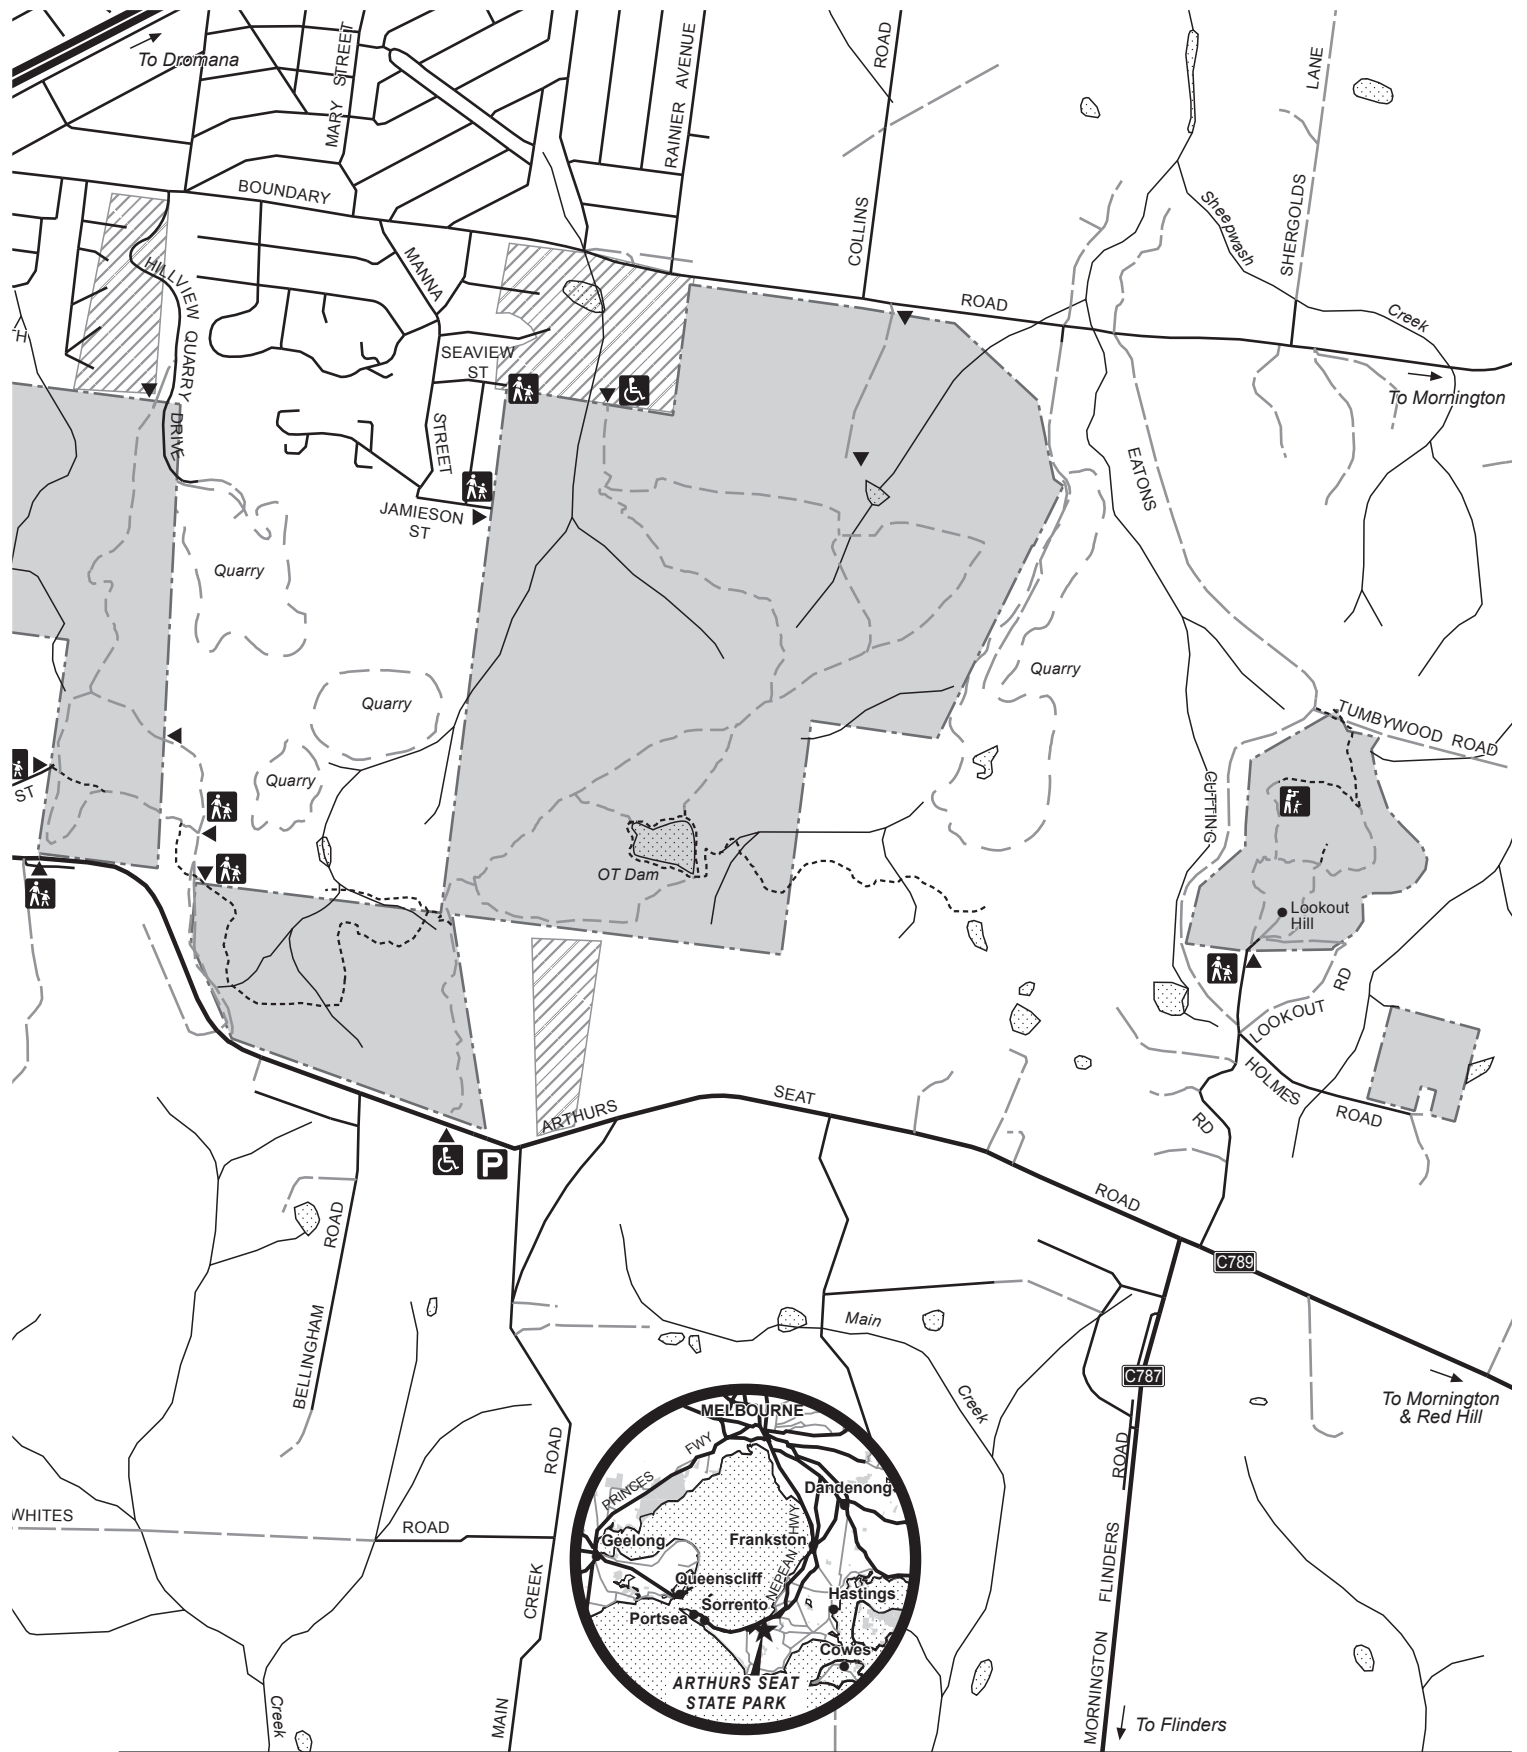 To Dromana
MARY STREET
RAINIER AVENUE
ROAD
LANE
BOUNDARY
COLLINS
Sheepwash
SHERGOLDS
HILLVIEW QUARRY
DRIVE
MANNA
ROAD
Creek
H
SEAVIEW
ST
To Mornington
STREET
JAMIESON
ST
EATONS
Quarry
Quarry
Quarry
Quarry
TUMBYWOOD ROAD
ST
CUTTING
OT Dam
Lookout
Hill
LOOKOUT
RD
HOLMES
ROAD
RD
ARTHURS
SEAT
ROAD
C789
BELLINGHAM
ROAD
Main
Creek
C787
To Mornington
& Red Hill
ROAD
WHITES
ROAD
MELBOURNE
PRINCES
FWY
Dandenong
Geelong
Frankston
NEPEAN HWY
Queenscliff
Sorrento
Portsea
Hastings
Cowes
ARTHURS SEAT
STATE PARK
MAIN
CREEK
ROAD
MORNINGTON
FLINDERS
Creek
To Flinders